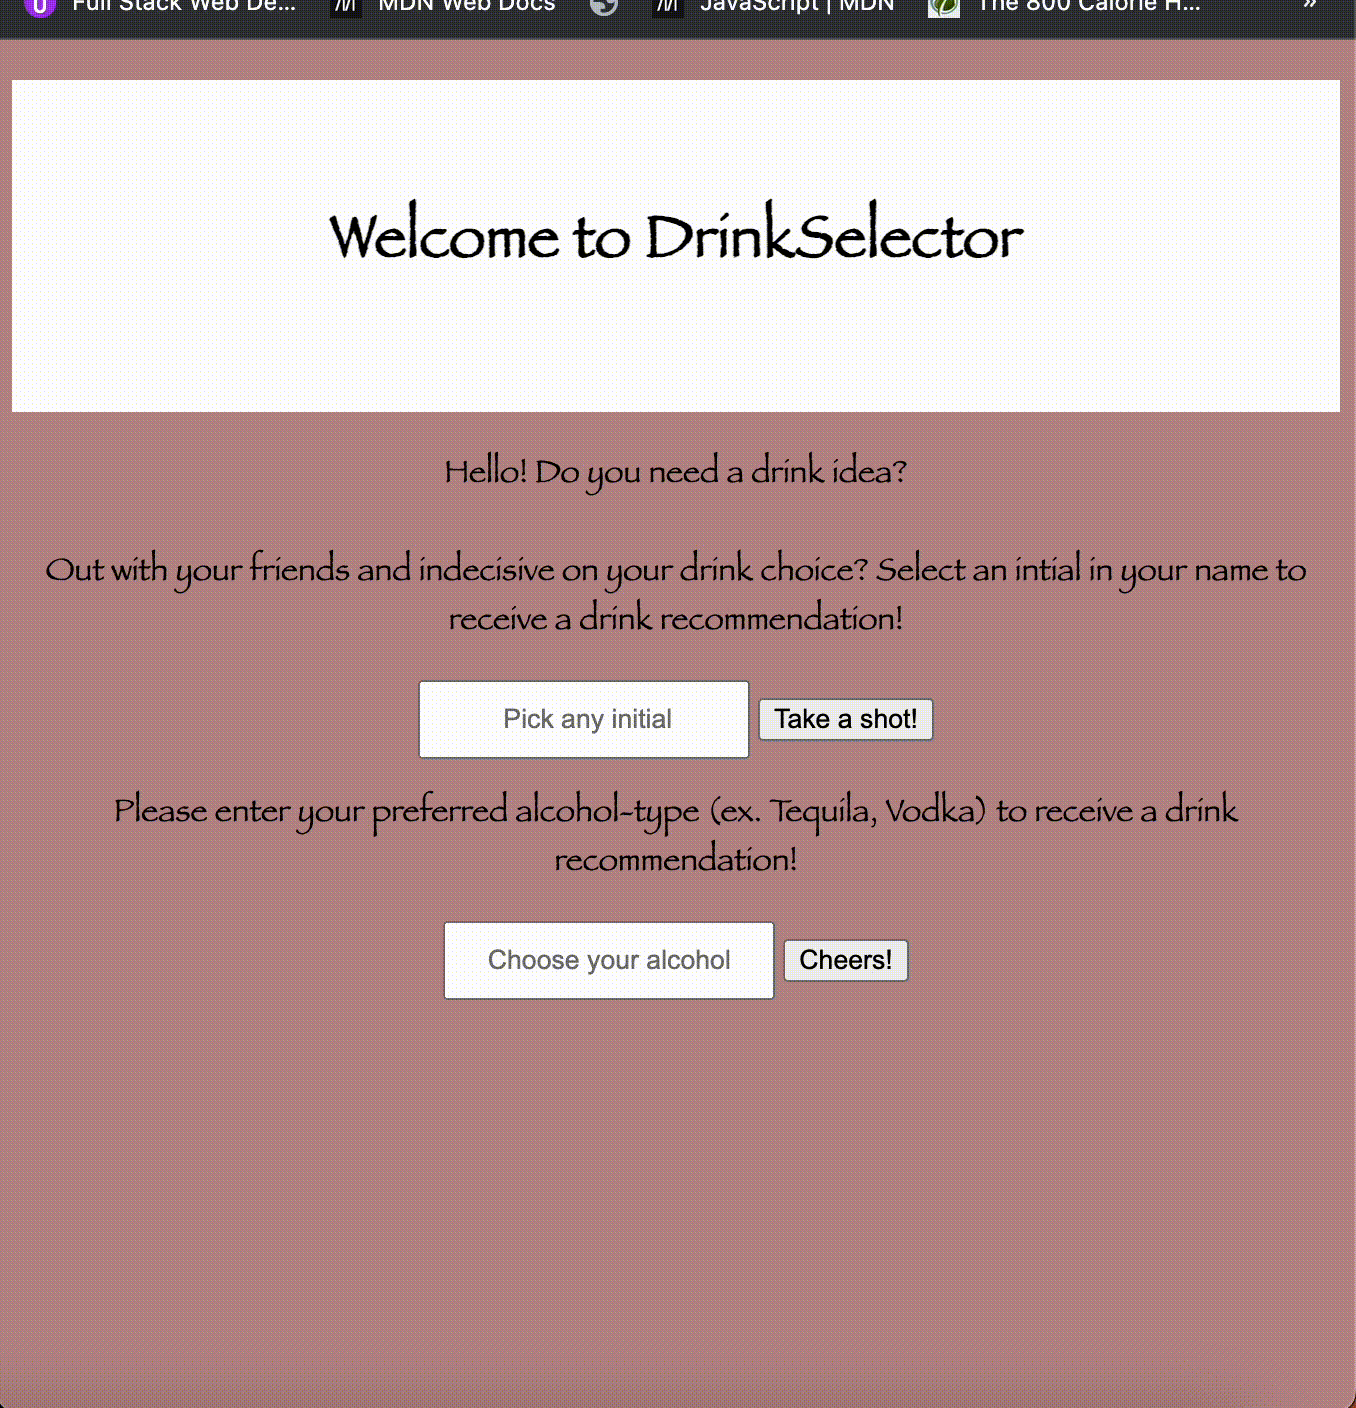 Full Stack Web De... MDN Web Docs JavaScript | MDN The 800 Calorie H... »
Welcome to DrinkSelector
Hello! Do you need a drink idea?
Out with your friends and indecisive on your drink choice? Select an intial in your name to
receive a drink recommendation!
Pick any initial Take a shot!
Please enter your preferred alcohol-type (ex. Tequila, Vodka) to receive a drink
recommendation!
Choose your alcohol Cheers!